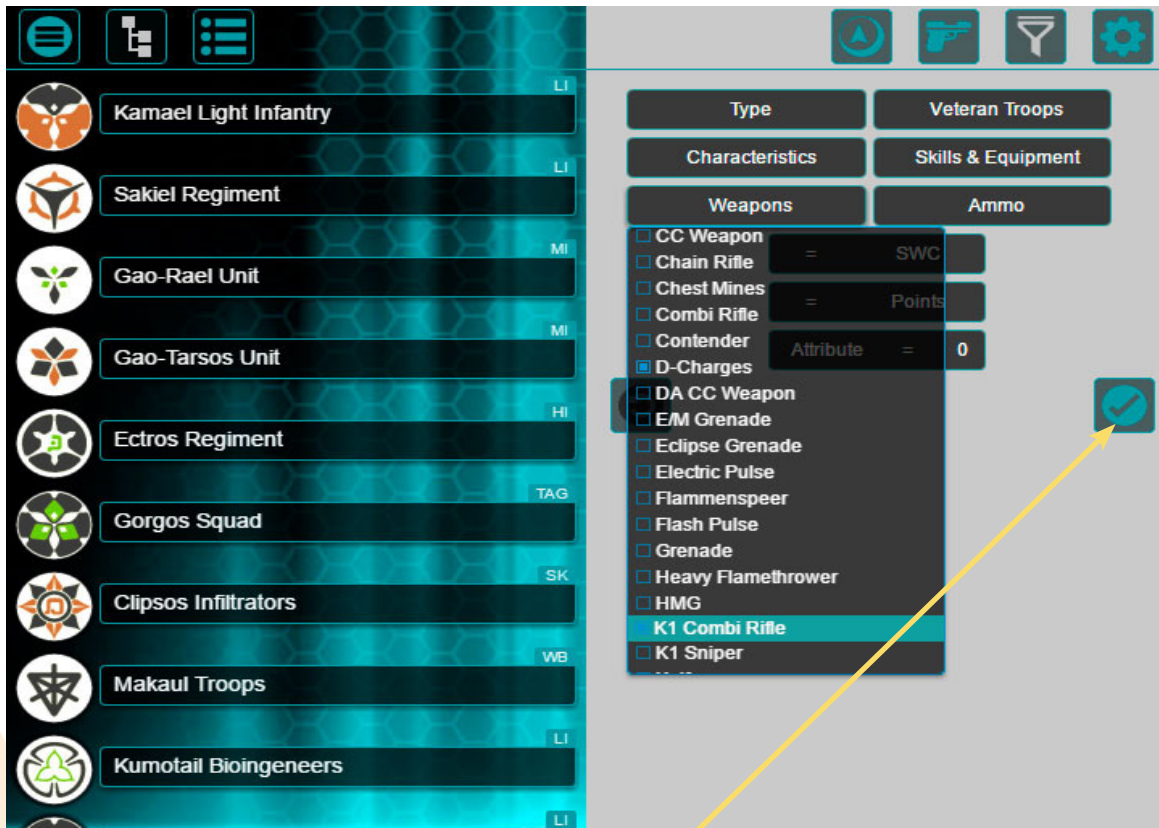 LI
Kamael Light Infantry
LI
Sakiel Regiment
MI
Gao-Rael Unit
MI
Gao-Tarsos Unit
HI
Ectros Regiment
TAG
Gorgos Squad
SK
Clipsos Infiltrators
WB
Makaul Troops
LI
Kumotail Bioingeneers
LI
Type
Veteran Troops
Characteristics
Skills & Equipment
Weapons
Ammo
= SWC
= Points
Attribute = 0
CC Weapon
Chain Rifle
Chest Mines
Combi Rifle
Contender
D-Charges
DA CC Weapon
E/M Grenade
Eclipse Grenade
Electric Pulse
Flammenspeer
Flash Pulse
Grenade
Heavy Flamethrower
HMG
K1 Combi Rifle
K1 Sniper